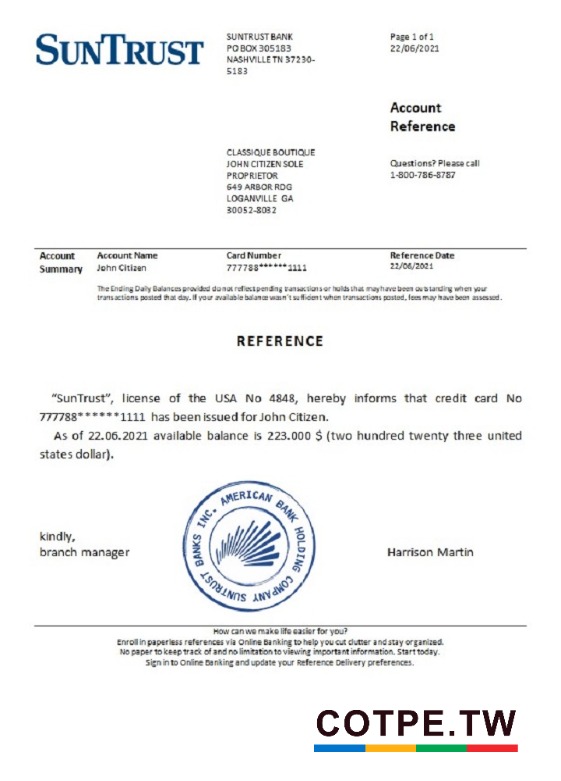 SUNTRUST
SUNTRUST BANK
PO BOX 305183
NASHVILLE TN 37230-
5183
Page 1 of 1
22/06/2021
Account
Reference
CLASSIQUE BOUTIQUE
JOHN CITIZEN SOLE
PROPRIETOR
649 ARBOR RDG
LOGANVILLE GA
30052-8032
Questions? Please call
1-800-786-8787
Account
Summary
Account Name
John Citizen
Card Number
777788******1111
Reference Date
22/06/2021
The Ending Daily Balances provided do not reflect pending transactions or holds that may have been outstanding when your
transactions posted that day. If your available balance wasn't sufficient when transactions posted, fees may have been assessed.
REFERENCE
“SunTrust”, license of the USA No 4848, hereby informs that credit card No
777788******1111 has been issued for John Citizen.
As of 22.06.2021 available balance is 223.000 $ (two hundred twenty three united
states dollar).
kindly,
branch manager
SUNTRUST BANKS INC. AMERICAN BANK HOLDING COMPANY
Harrison Martin
How can we make life easier for you?
Enroll in paperless references via Online Banking to help you cut clutter and stay organized.
No paper to keep track of and no limitation to viewing important information. Start today.
Sign in to Online Banking and update your Reference Delivery preferences.
COTPE.TW